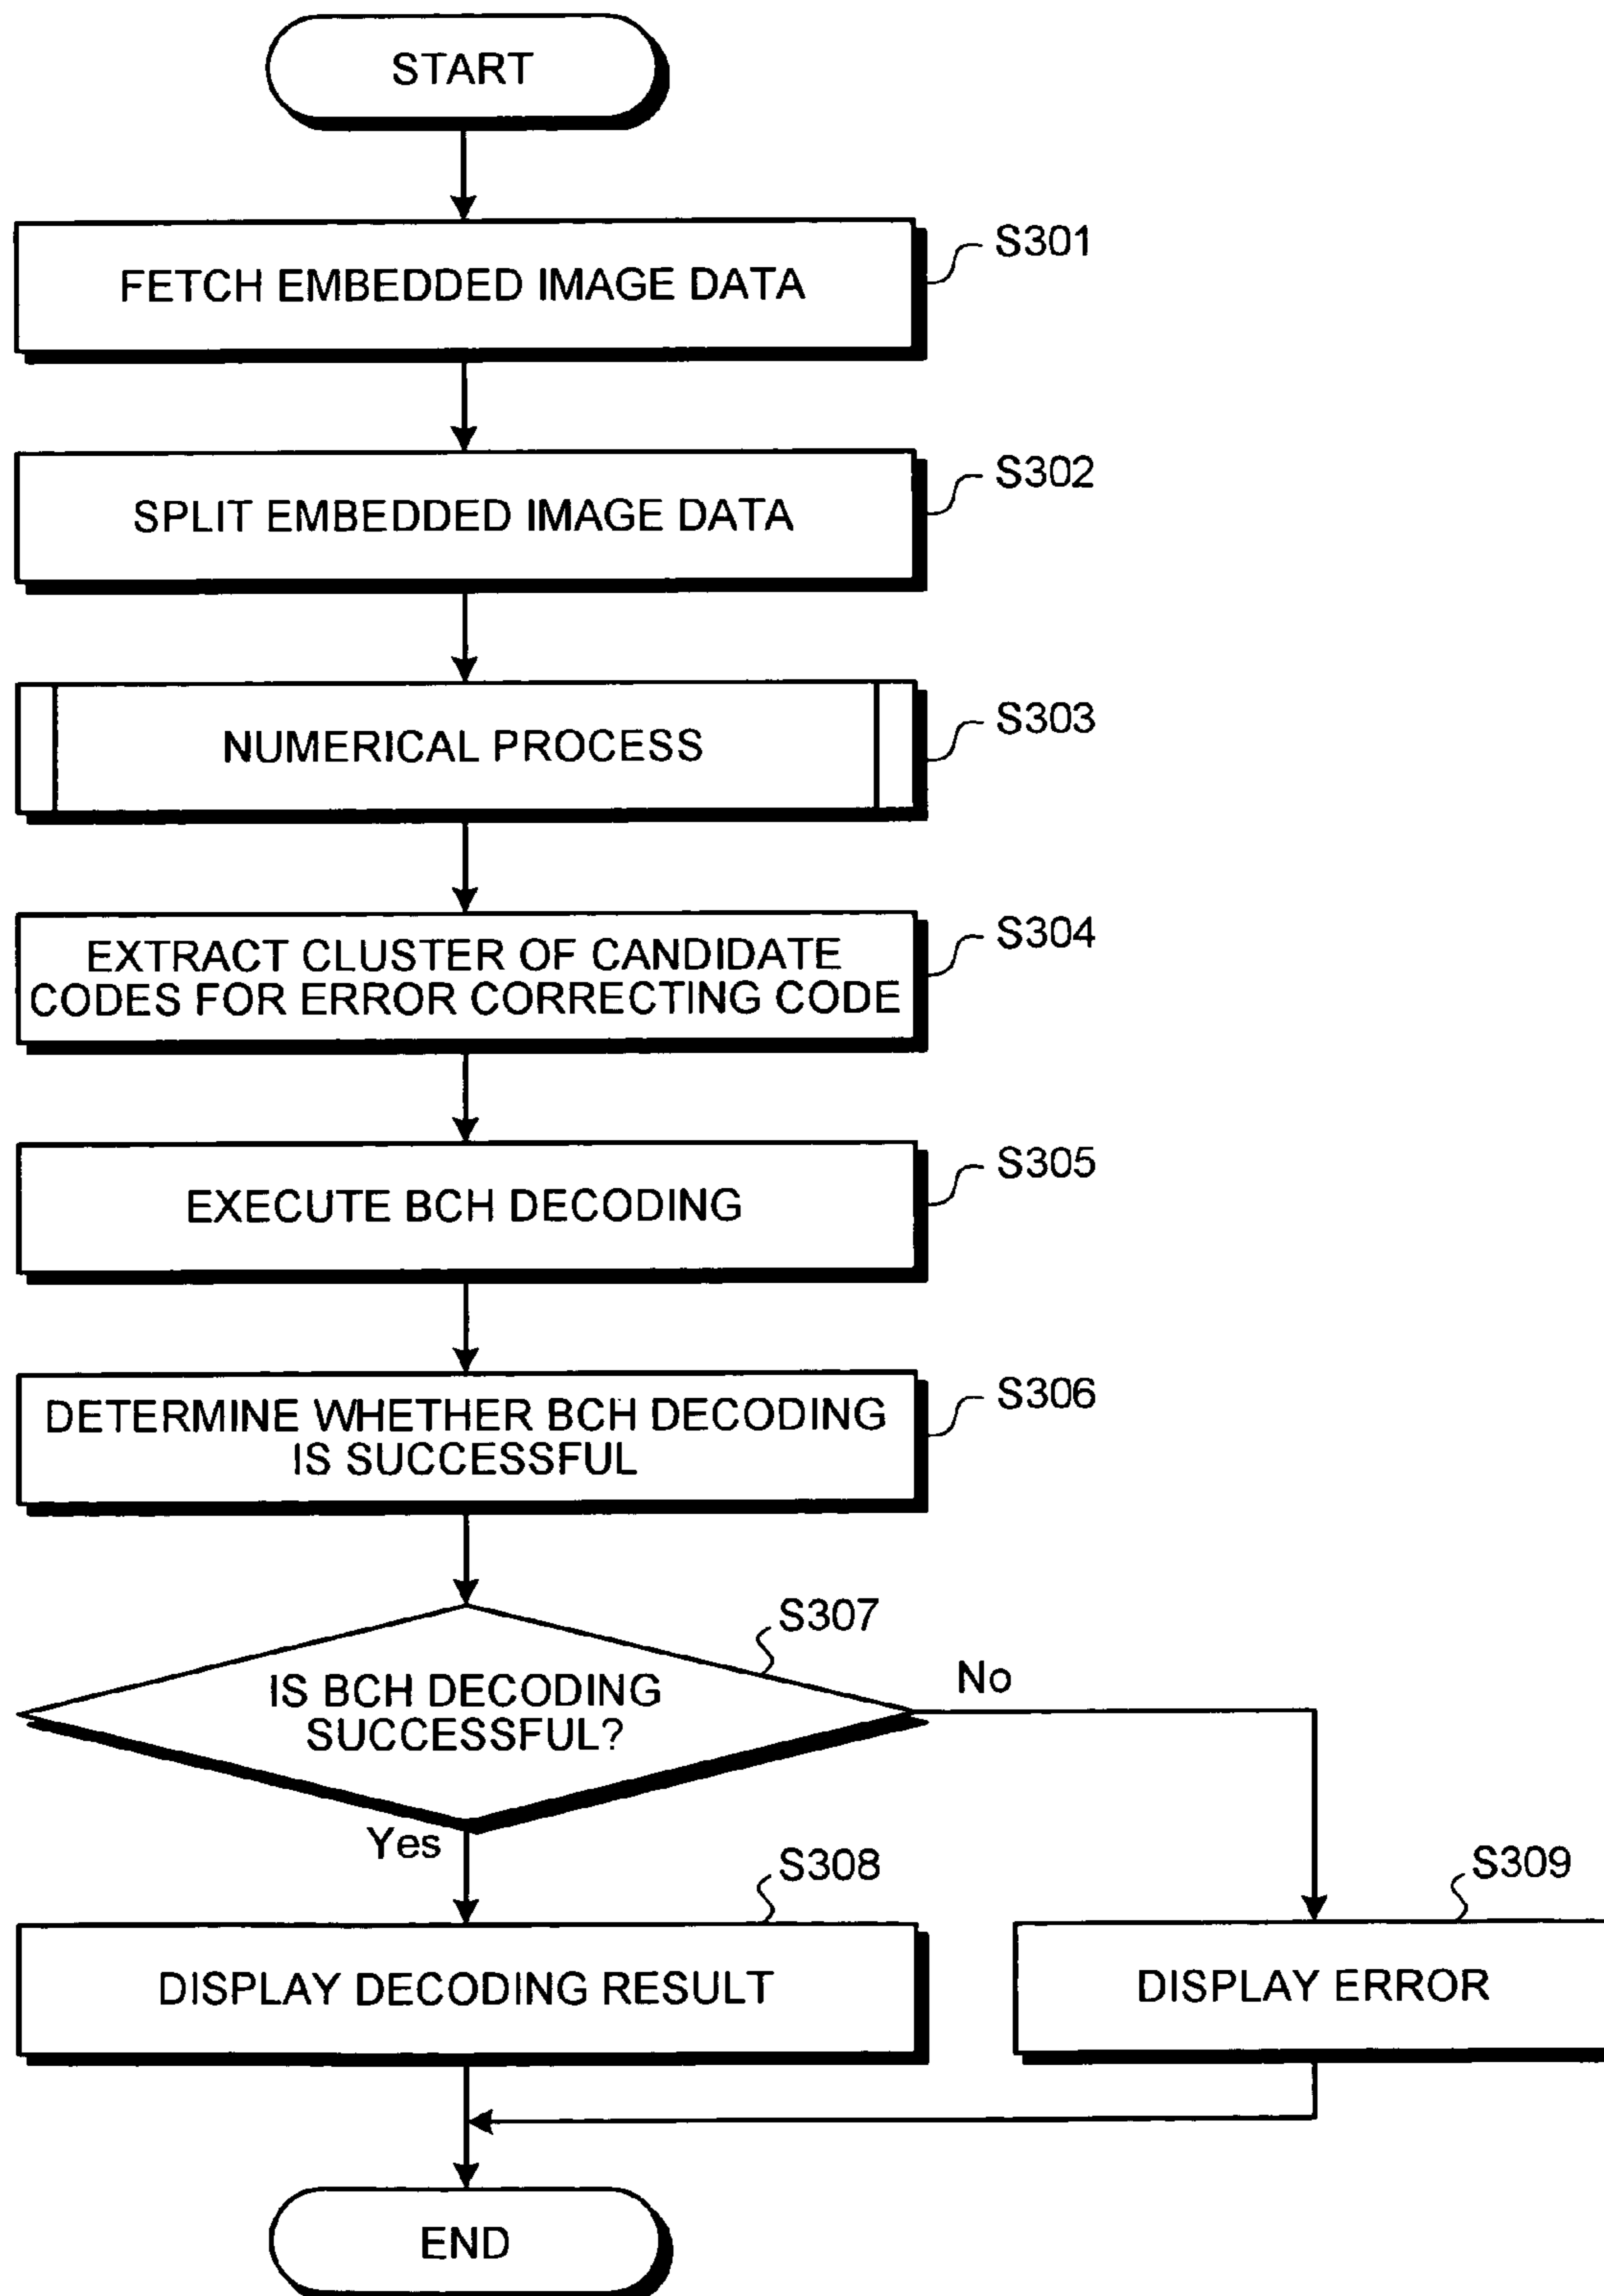 START
FETCH EMBEDDED IMAGE DATA
S301
SPLIT EMBEDDED IMAGE DATA
S302
NUMERICAL PROCESS
S303
EXTRACT CLUSTER OF CANDIDATE
CODES FOR ERROR CORRECTING CODE
S304
EXECUTE BCH DECODING
S305
DETERMINE WHETHER BCH DECODING
IS SUCCESSFUL
S306
IS BCH DECODING
SUCCESSFUL?
S307
No
Yes
DISPLAY DECODING RESULT
S308
DISPLAY ERROR
S309
END